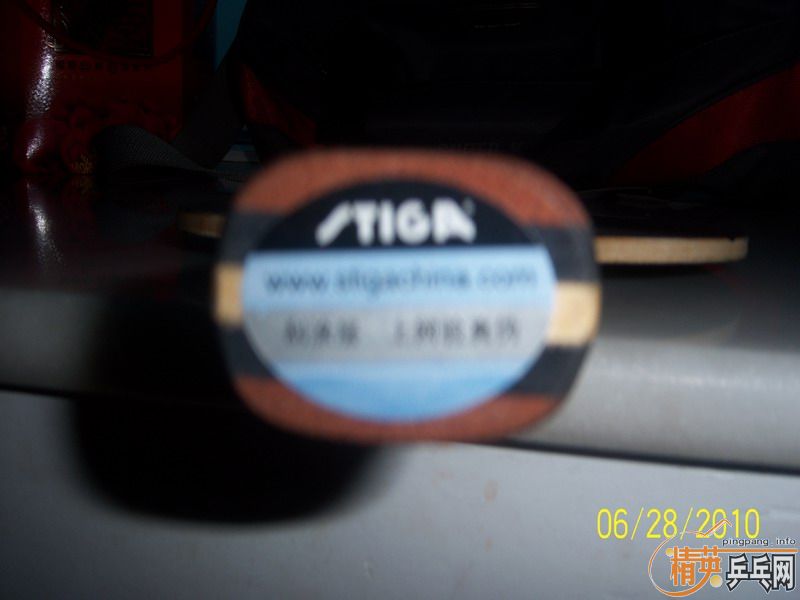 STIGA
www.stigachina.com
06/28/2010
pingpang.info
精英乒乓网